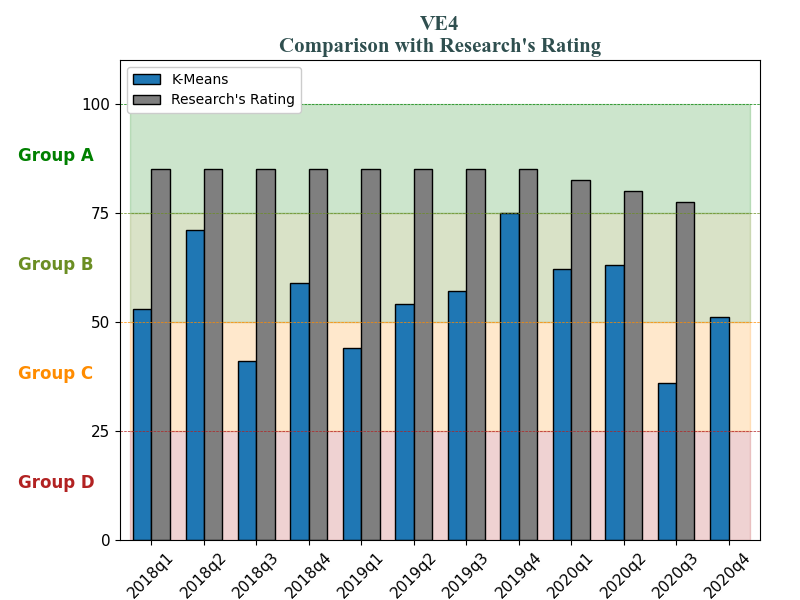 VE4
Comparison with Research's Rating
K-Means
Research's Rating
100
Group A
75
Group B
50
Group C
25
Group D
0
2018q1
2018q2
2018q3
2018q4
2019q1
2019q2
2019q3
2019q4
2020q1
2020q2
2020q3
2020q4